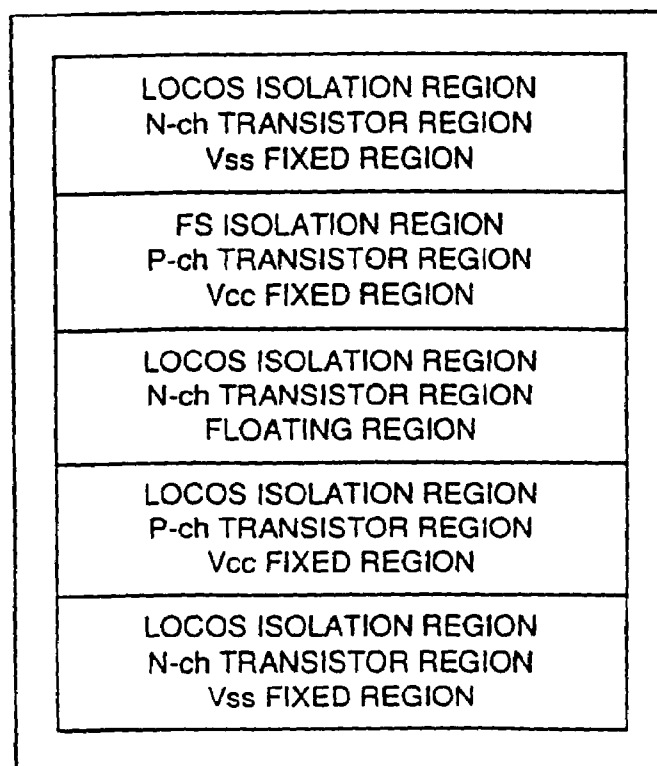 LOCOS ISOLATION REGION
N-ch TRANSISTOR REGION
Vss FIXED REGION
FS ISOLATION REGION
P-ch TRANSISTOR REGION
Vcc FIXED REGION
LOCOS ISOLATION REGION
N-ch TRANSISTOR REGION
FLOATING REGION
LOCOS ISOLATION REGION
P-ch TRANSISTOR REGION
Vcc FIXED REGION
LOCOS ISOLATION REGION
N-ch TRANSISTOR REGION
Vss FIXED REGION